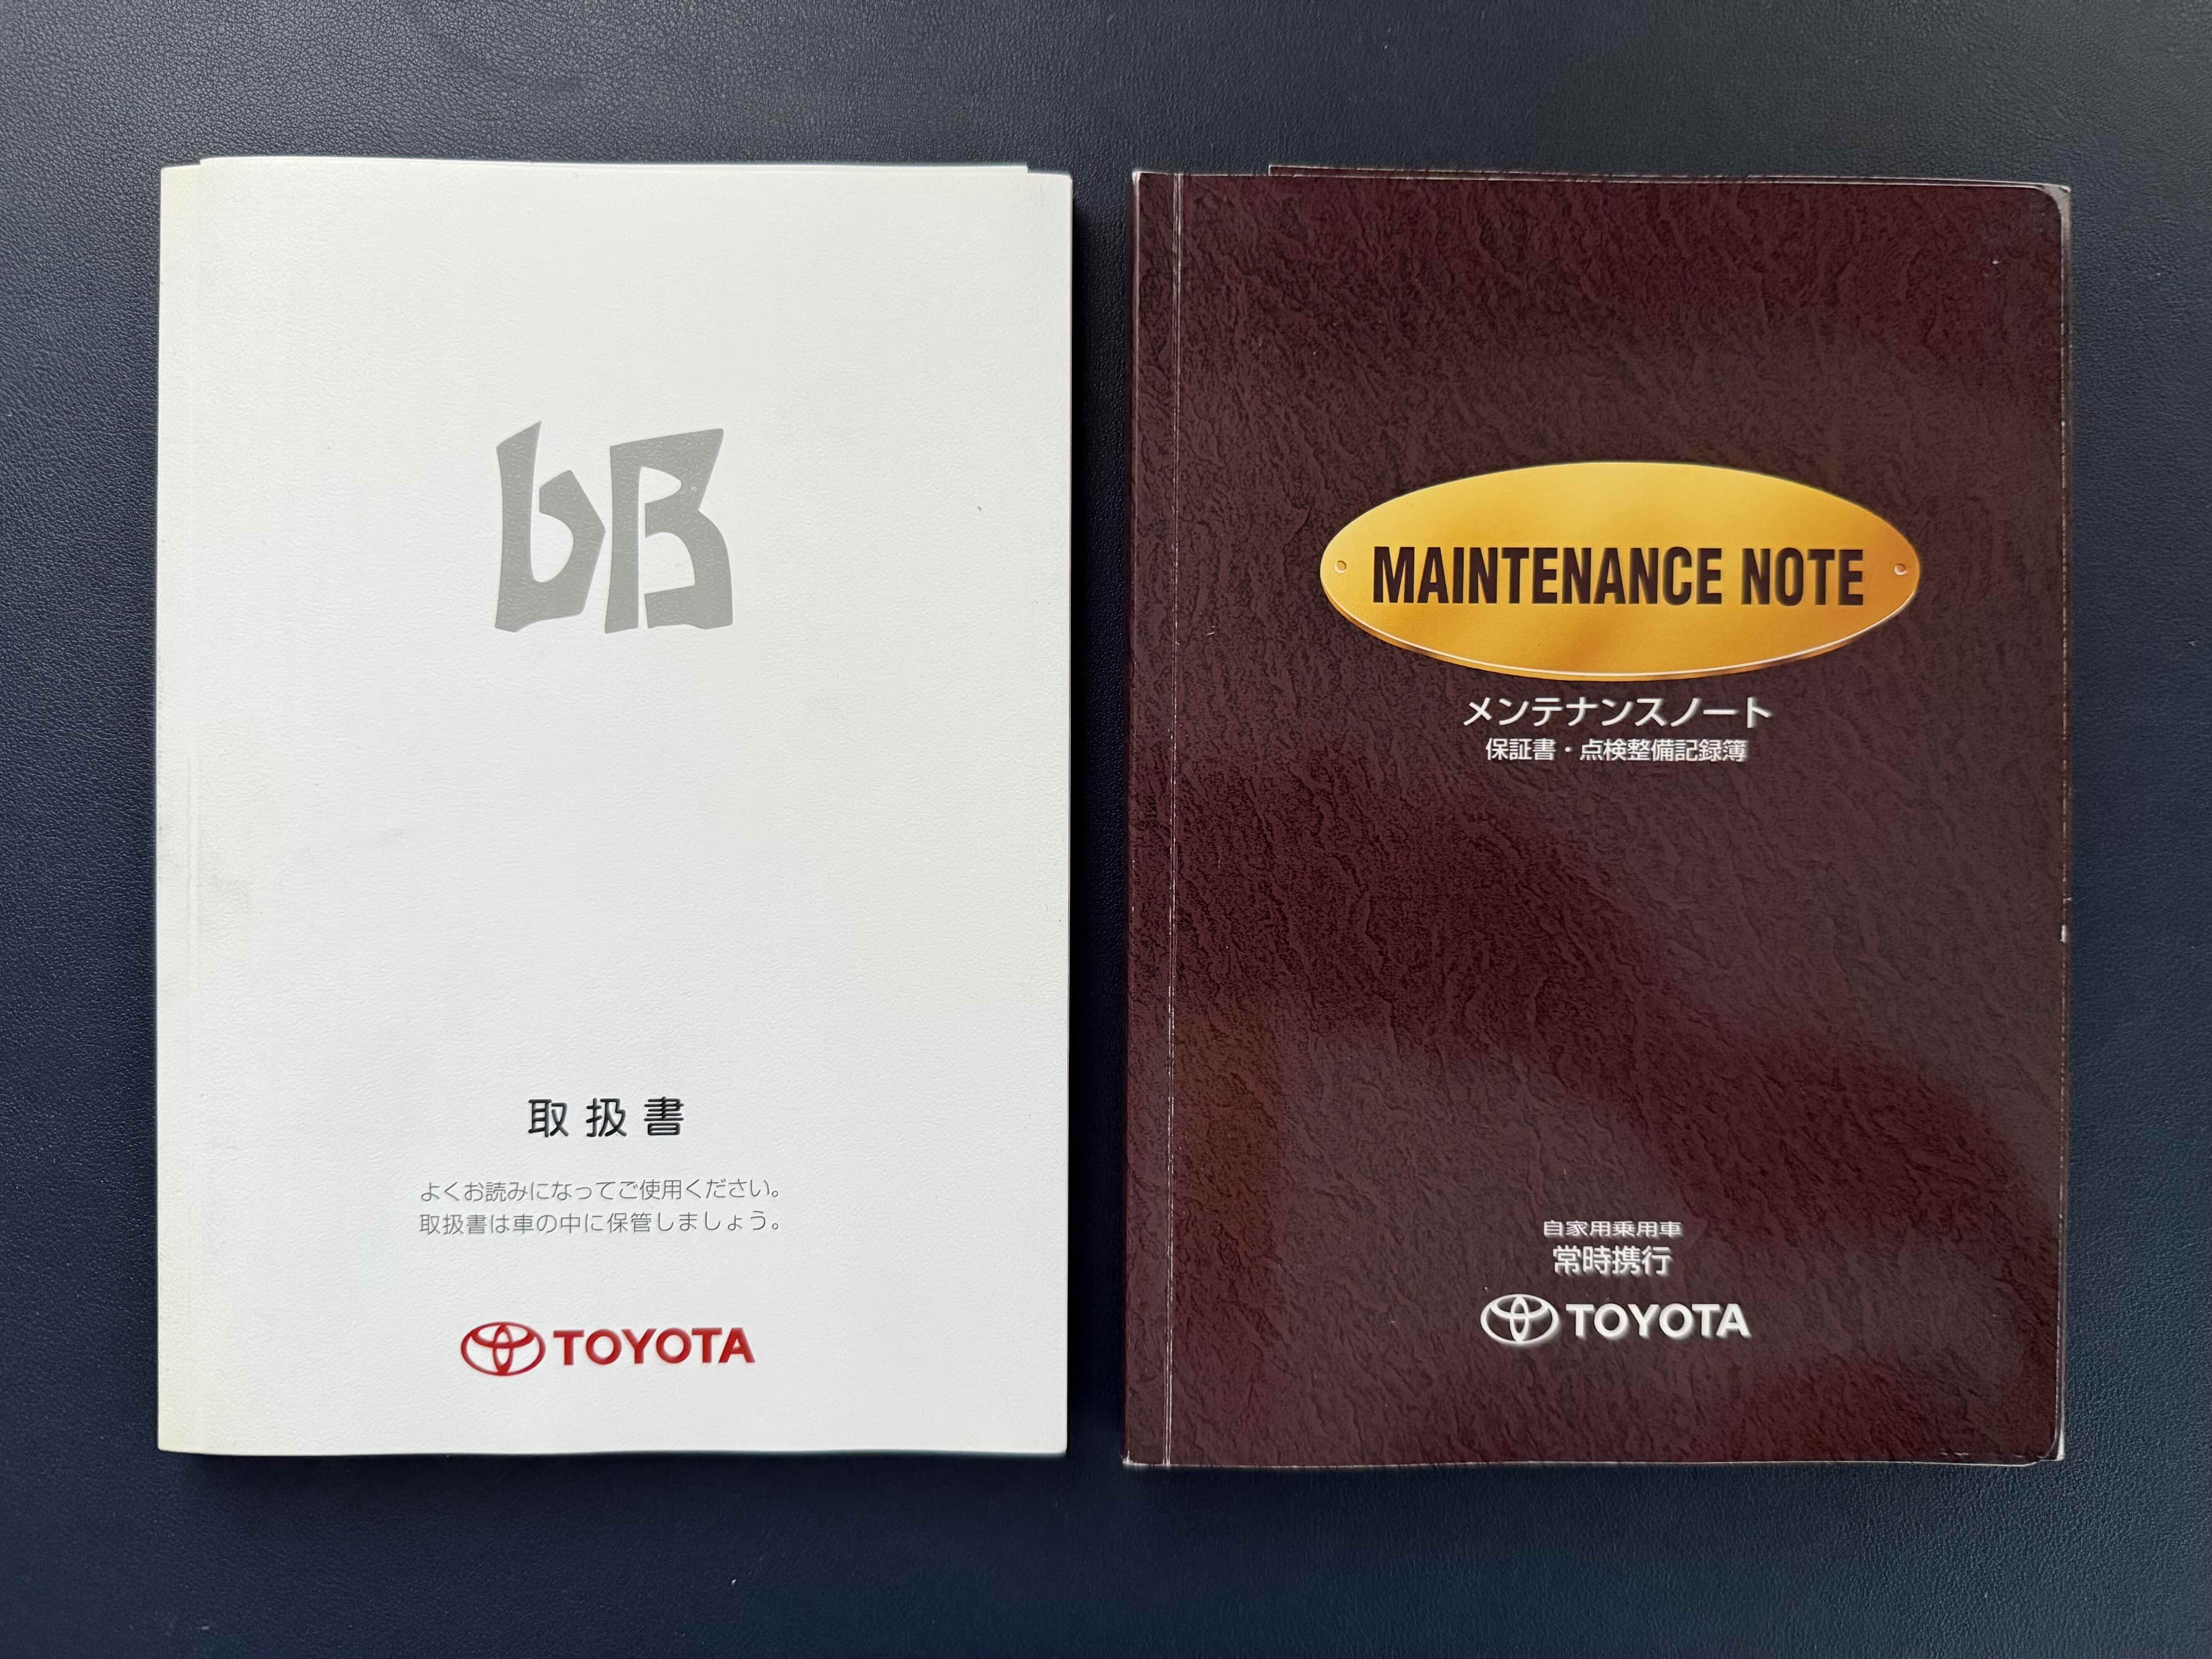 bB
取扱書
よくお読みになってご使用ください。
取扱書は車の中に保管しましょう。
TOYOTA
MAINTENANCE NOTE
メンテナンスノート
保証書・点検整備記録簿
自家用乗用車
常時携行
TOYOTA